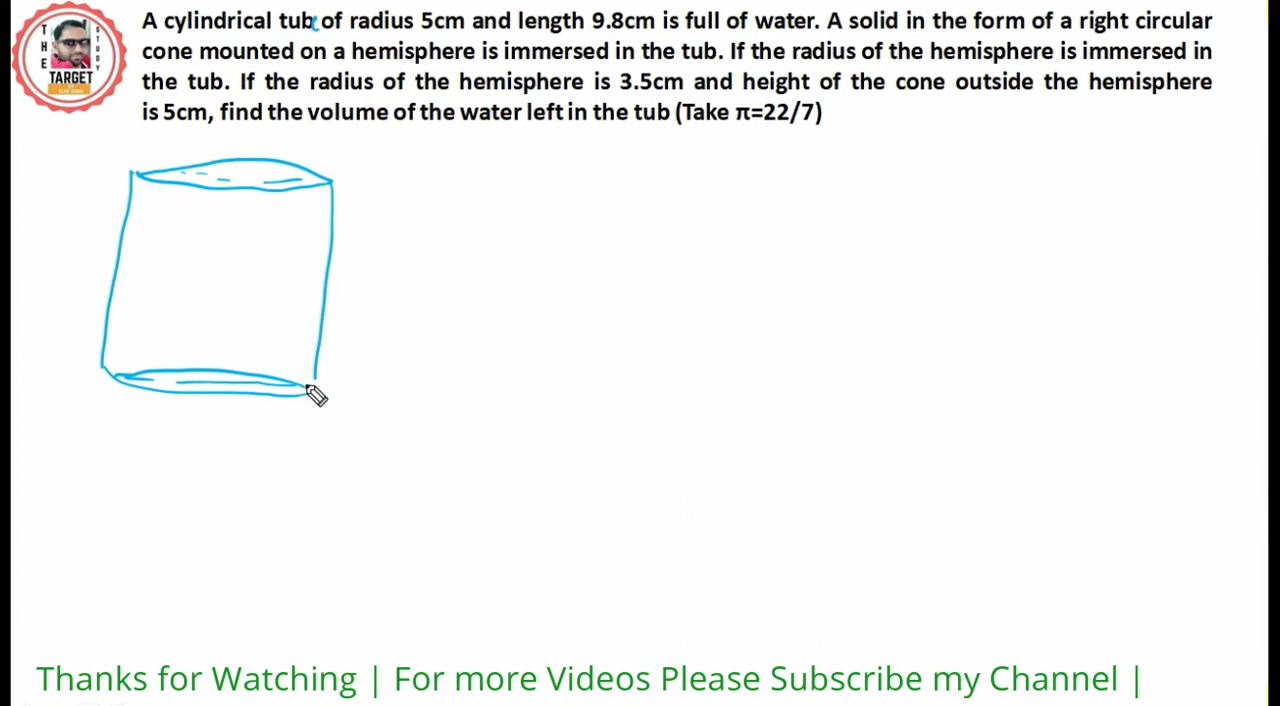 A cylindrical tub of radius 5cm and length 9.8cm is full of water. A solid in the form of a right circular
cone mounted on a hemisphere is immersed in the tub. If the radius of the hemisphere is immersed in
the tub. If the radius of the hemisphere is 3.5cm and height of the cone outside the hemisphere
is 5cm, find the volume of the water left in the tub (Take π=22/7)
THE
STUDY
TARGET
Thanks for Watching | For more Videos Please Subscribe my Channel |